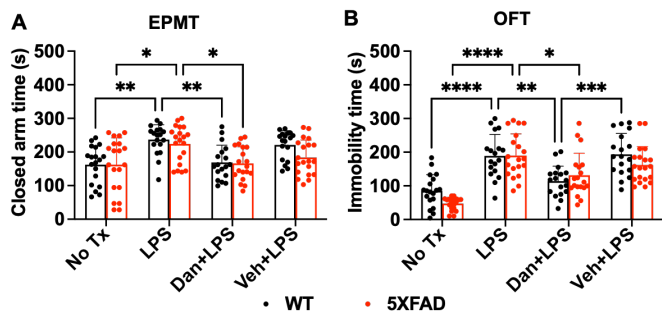 A
EPMT
Closed arm time (s)
500
400
300
200
100
0
*
*
**
**
No Tx
LPS
Dan+LPS
Veh+LPS
B
OFT
Immobility time (s)
500
400
300
200
100
0
****
*
****
**
***
No Tx
LPS
Dan+LPS
Veh+LPS
WT
5XFAD